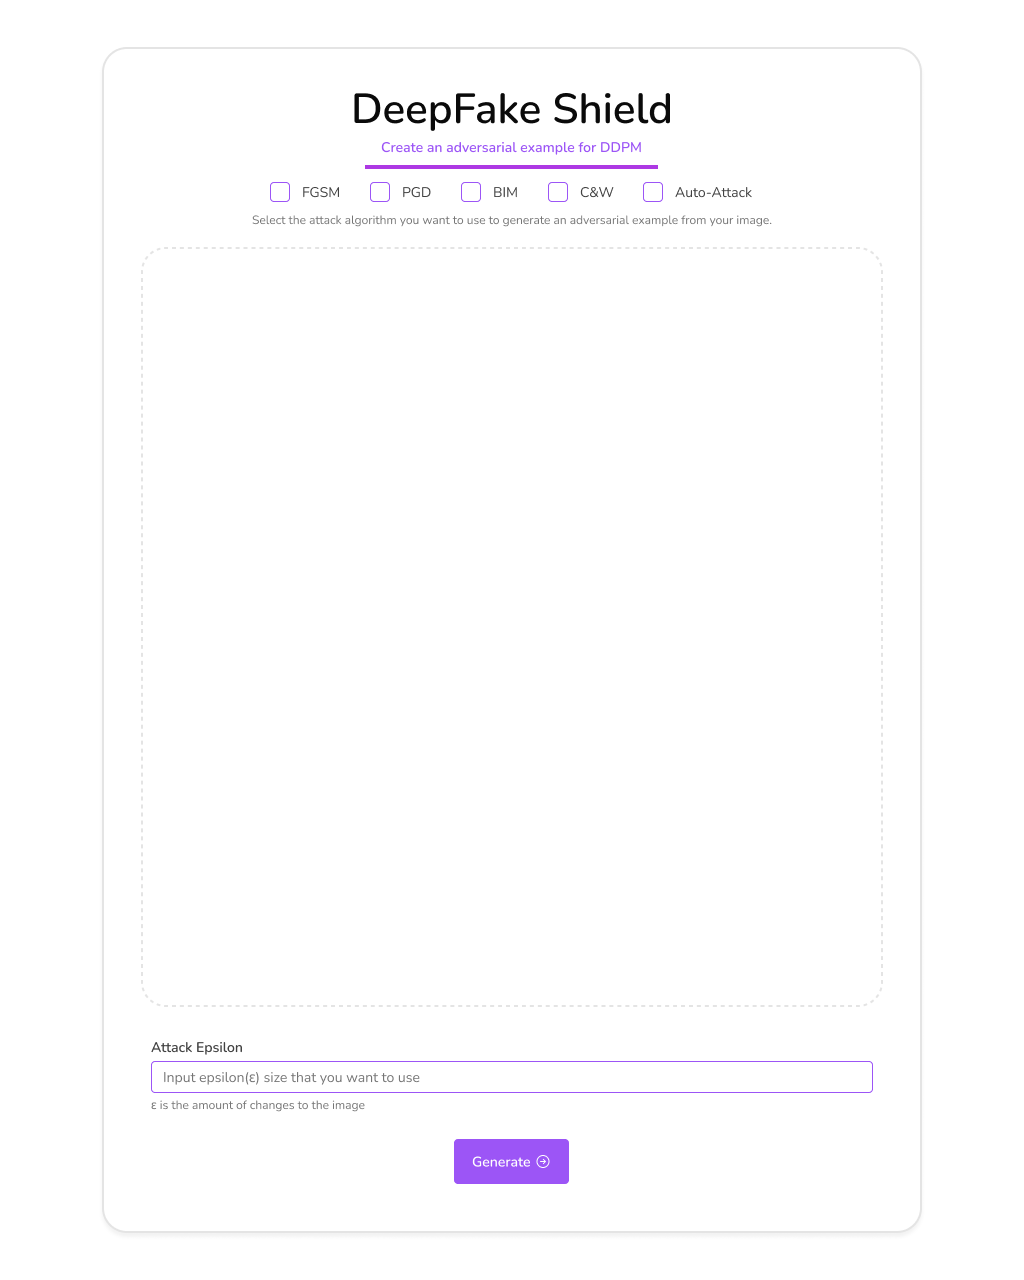 DeepFake Shield
Create an adversarial example for DDPM
FGSM PGD BIM C&W Auto-Attack
Select the attack algorithm you want to use to generate an adversarial example from your image.
Attack Epsilon
Input epsilon(ε) size that you want to use
ε is the amount of changes to the image
Generate